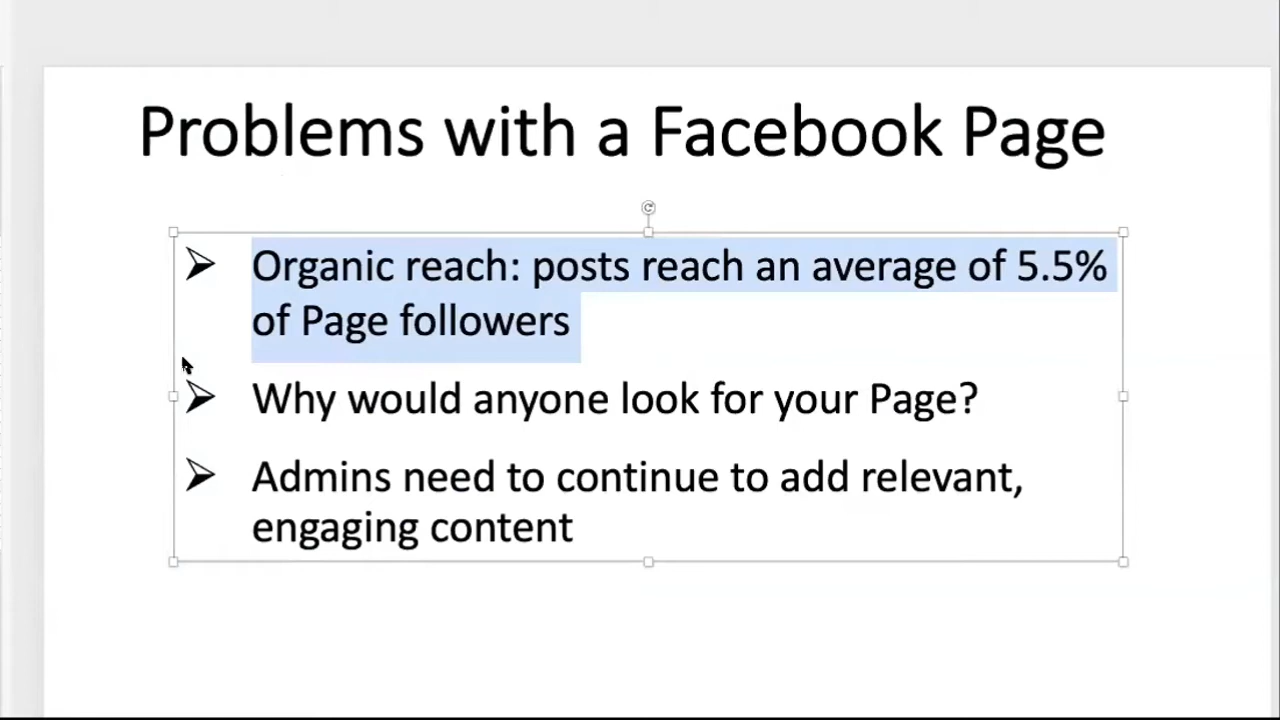 Problems with a Facebook Page
Organic reach: posts reach an average of 5.5%
of Page followers
Why would anyone look for your Page?
Admins need to continue to add relevant,
engaging content